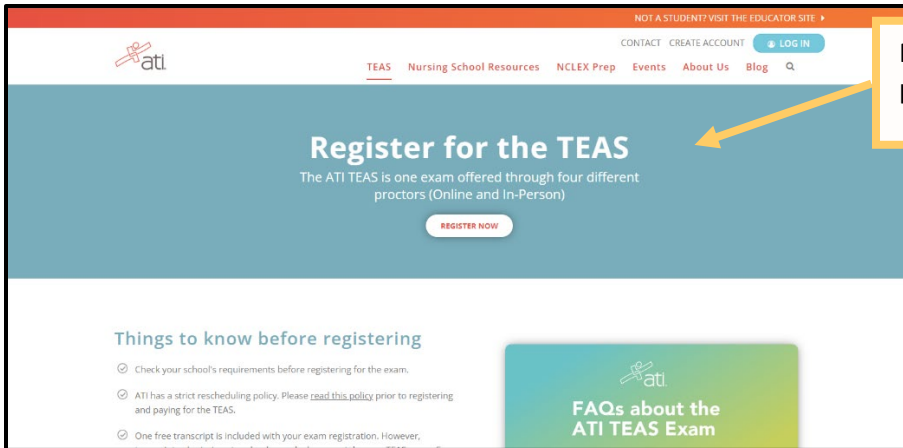 NOT A STUDENT? VISIT THE EDUCATOR SITE
CONTACT CREATE ACCOUNT LOG IN
ati
TEAS Nursing School Resources NCLEX Prep Events About Us Blog
Register for the TEAS
The ATI TEAS is one exam offered through four different
proctors (Online and In-Person)
REGISTER NOW
Things to know before registering
Check your school's requirements before registering for the exam.
ATI has a strict rescheduling policy. Please read this policy prior to registering
and paying for the TEAS.
One free transcript is included with your exam registration. However,
ati
FAQs about the
ATI TEAS Exam